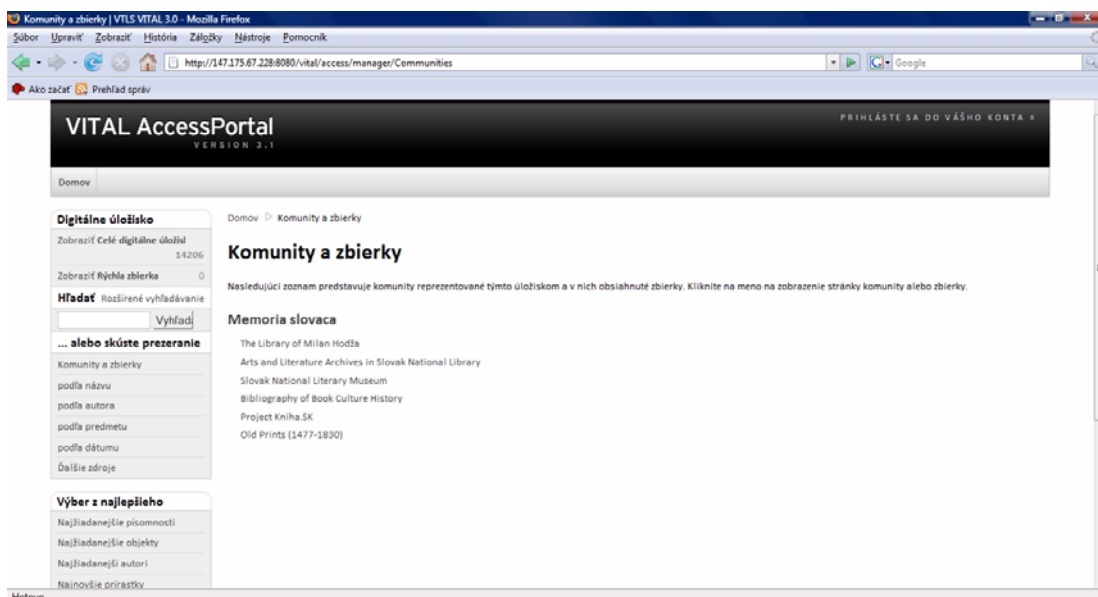 Komunity a zbierky | VTLS VITAL 3.0 - Mozilla Firefox
Súbor Upraviť Zobraziť História Záložky Nástroje Pomocník
http://147.175.67.228:8080/vital/access/manager/Communities
Google
Ako začať Prehľad správ
VITAL AccessPortal
VERSION 3.1
PRIHLÁSTE SA DO VÁŠHO KONTA »
Domov
Digitálne úložisko
Zobraziť Celé digitálne úložisl
14206
Zobraziť Rýchla zbierka 0
Hľadať Rozšírené vyhľadávanie
Vyhľad
... alebo skúste prezeranie
Komunity a zbierky
podľa názvu
podľa autora
podľa predmetu
podľa dátumu
Ďalšie zdroje
Výber z najlepšieho
Najžiadanejšie písomnosti
Najžiadanejšie objekty
Najžiadanejší autori
Najnovšie prírastky
Domov ▷ Komunity a zbierky
Komunity a zbierky
Nasledujúci zoznam predstavuje komunity reprezentované týmto úložiskom a v nich obsiahnuté zbierky. Kliknite na meno na zobrazenie stránky komunity alebo zbierky.
Memoria slovaca
The Library of Milan Hodža
Arts and Literature Archives in Slovak National Library
Slovak National Literary Museum
Bibliography of Book Culture History
Project Kniha.SK
Old Prints (1477-1830)
Hotovo